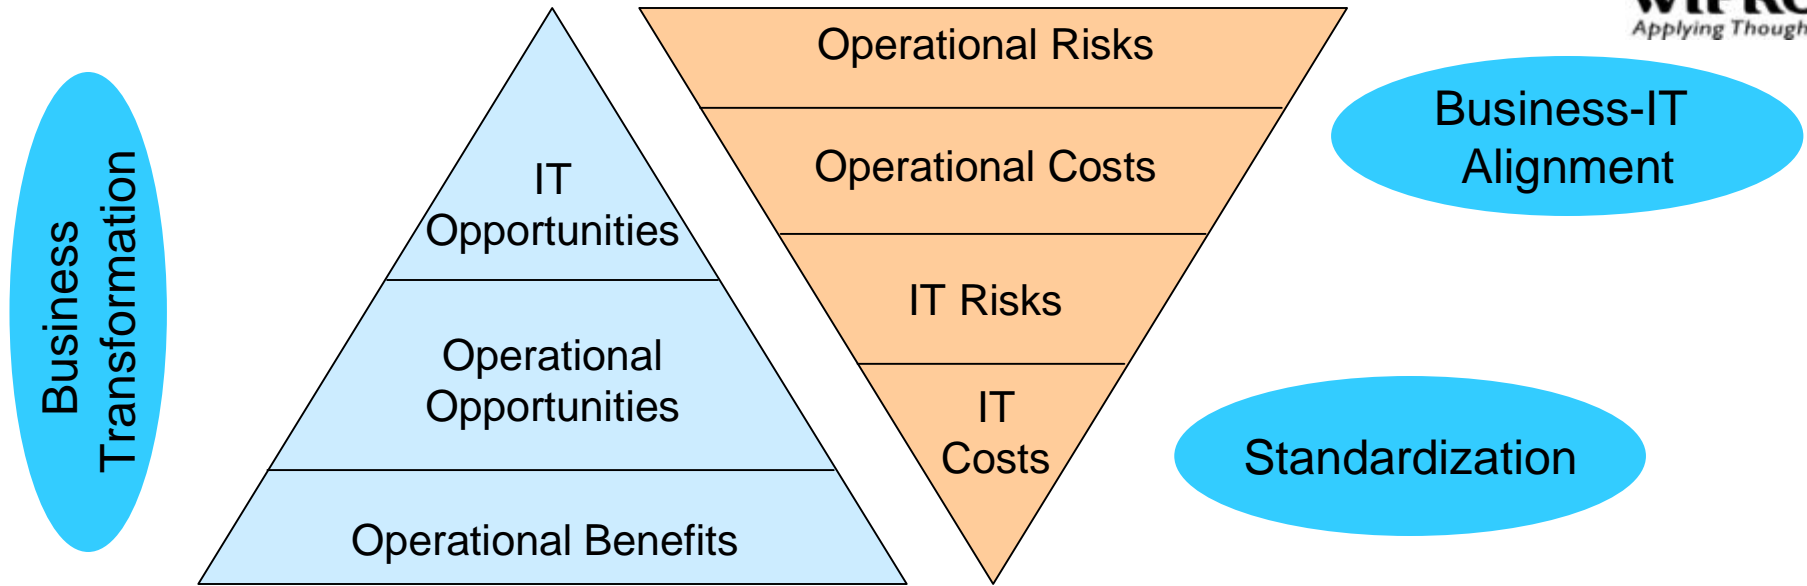 WIPRO
Applying Though
Business
Transformation
IT
Opportunities
Operational
Opportunities
Operational Benefits
Operational Risks
Operational Costs
IT Risks
IT
Costs
Business-IT
Alignment
Standardization